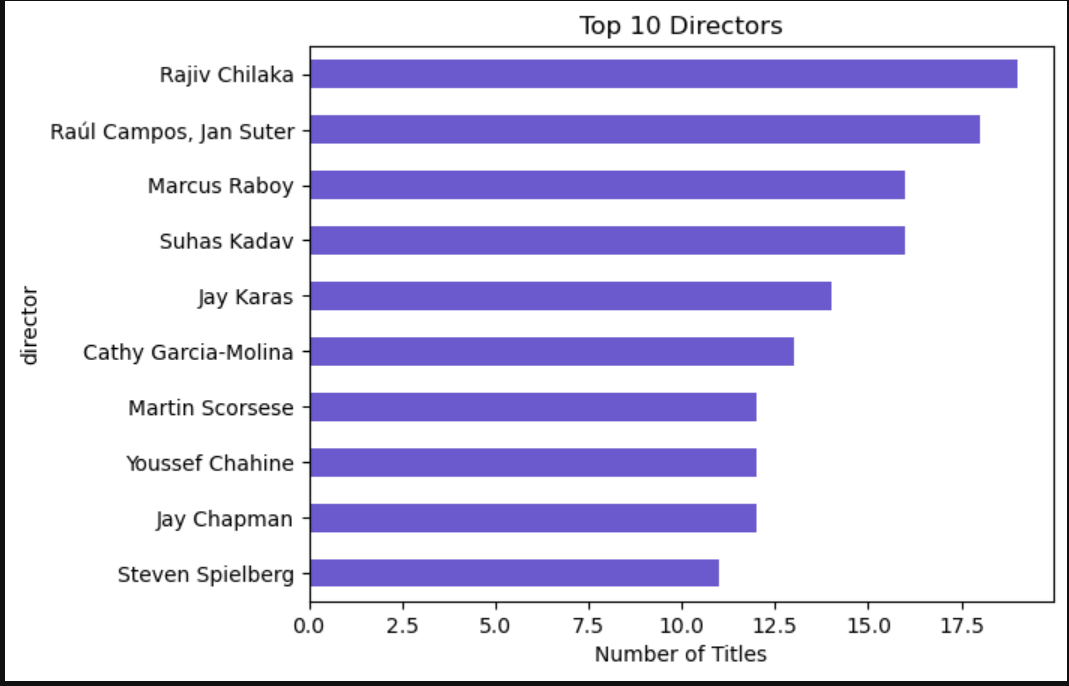 Top 10 Directors
Rajiv Chilaka
Raúl Campos, Jan Suter
Marcus Raboy
Suhas Kadav
Jay Karas
Cathy Garcia-Molina
Martin Scorsese
Youssef Chahine
Jay Chapman
Steven Spielberg
director
0.0 2.5 5.0 7.5 10.0 12.5 15.0 17.5
Number of Titles